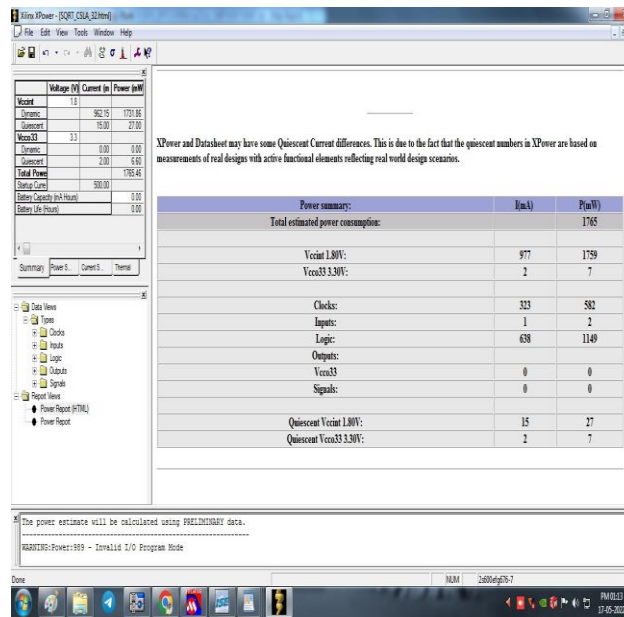 Xilinx XPower - [SQRT_CSLA_32.html]
File Edit View Tools Window Help
Voltage (V) Current (m Power (mW
Vccint 1.8
Dynamic 962.15 1731.86
Quiescent 15.00 27.00
Vcco33 3.3
Dynamic 0.00 0.00
Quiescent 2.00 6.60
Total Powe 1765.46
Startup Curre 500.00
Battery Capacity (mA Hours) 0.00
Battery Life (Hours) 0.00
Summary Power S... Current S... Thermal
Data Views
Types
Clocks
Inputs
Logic
Outputs
Signals
Report Views
Power Report (HTML)
Power Report
XPower and Datasheet may have some Quiescent Current differences. This is due to the fact that the quiescent numbers in XPower are based on
measurements of real designs with active functional elements reflecting real world design scenarios.
Power summary: I(mA) P(mW)
Total estimated power consumption: 1765
Vccint 1.80V: 977 1759
Vcco33 3.30V: 2 7
Clocks: 323 582
Inputs: 1 2
Logic: 638 1149
Outputs:
Vcco33 0 0
Signals: 0 0
Quiescent Vccint 1.80V: 15 27
Quiescent Vcco33 3.30V: 2 7
The power estimate will be calculated using PRELIMINARY data.
WARNING:Power:989 - Invalid I/O Program Mode
Done NUM 2s600efg676-7
PM 01:13
17-05-2022